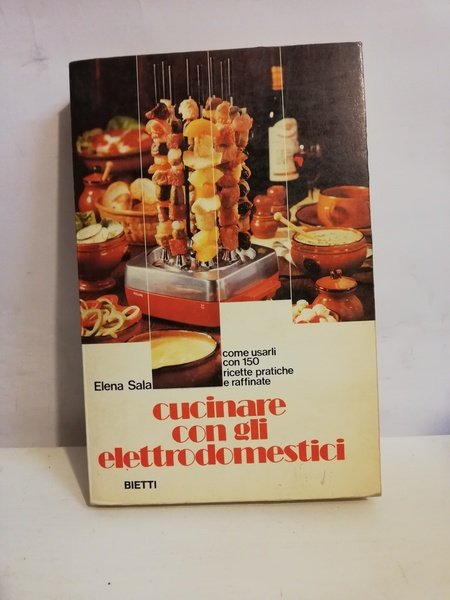 Elena Sala
come usarli
con 150
ricette pratiche
e raffinate
cucinare
con gli
elettrodomestici
BIETTI